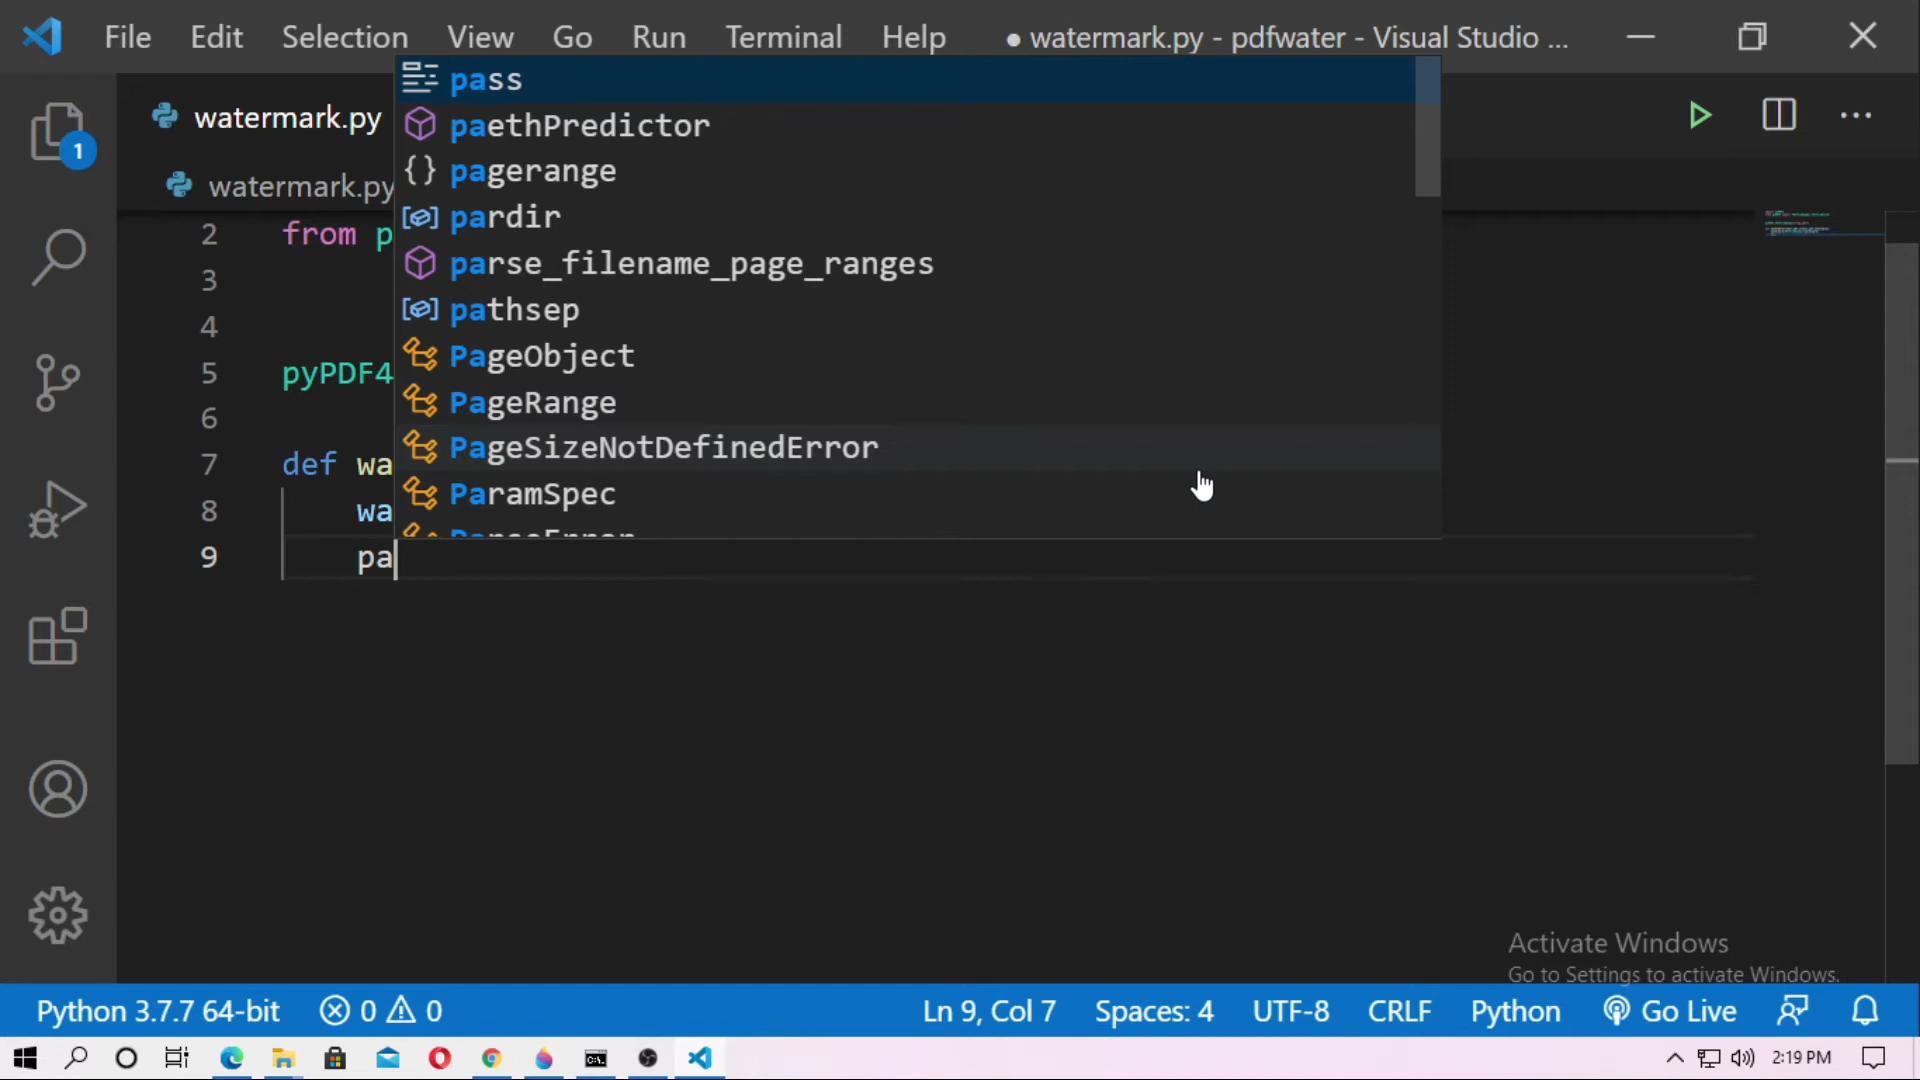 File Edit Selection View Go Run Terminal Help ● watermark.py - pdfwater - Visual Studio ...
1
watermark.py
watermark.py
pass
paethPredictor
pagerange
pardir
parse_filename_page_ranges
pathsep
PageObject
PageRange
PageSizeNotDefinedError
ParamSpec
ParseError
2 from p
3
4
5 pyPDF4
6
7 def wa
8 wa
9 pa
Activate Windows
Go to Settings to activate Windows.
Python 3.7.7 64-bit 0 0 Ln 9, Col 7 Spaces: 4 UTF-8 CRLF Python Go Live
2:19 PM